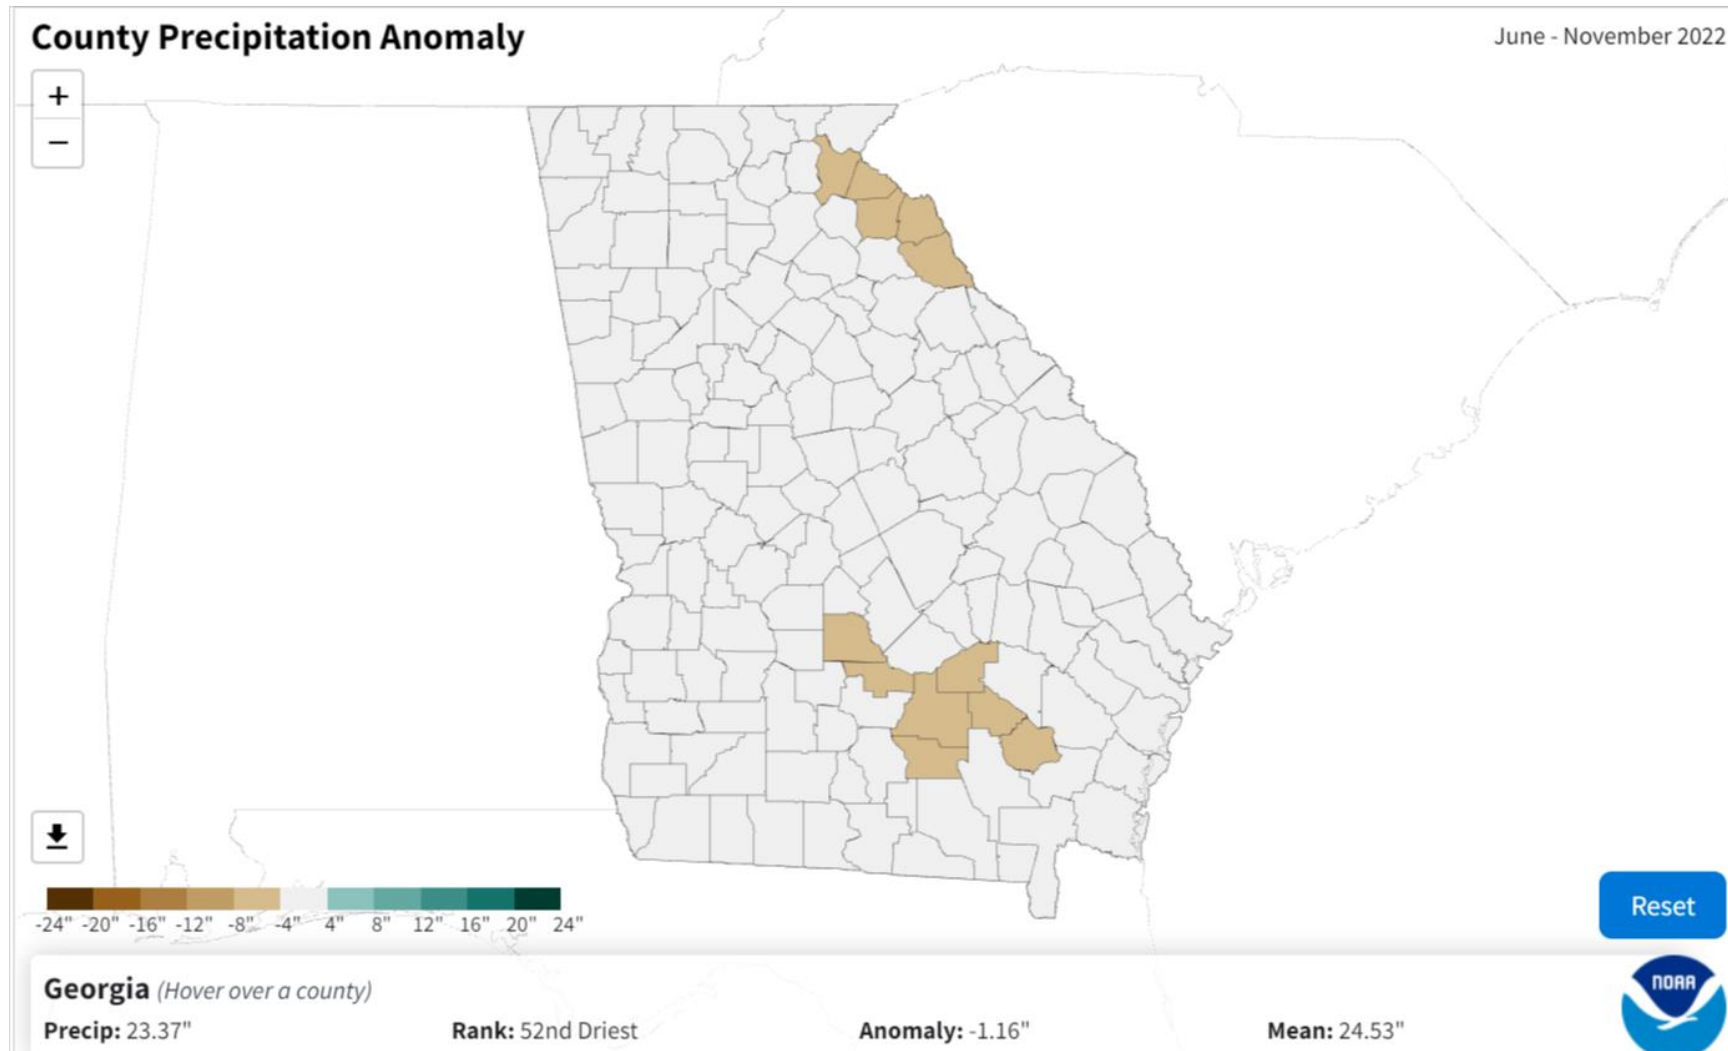 County Precipitation Anomaly
June - November 2022
+
−
-24" -20" -16" -12" -8" -4" 4" 8" 12" 16" 20" 24"
Reset
Georgia (Hover over a county)
Precip: 23.37" Rank: 52nd Driest Anomaly: -1.16" Mean: 24.53"
NOAA